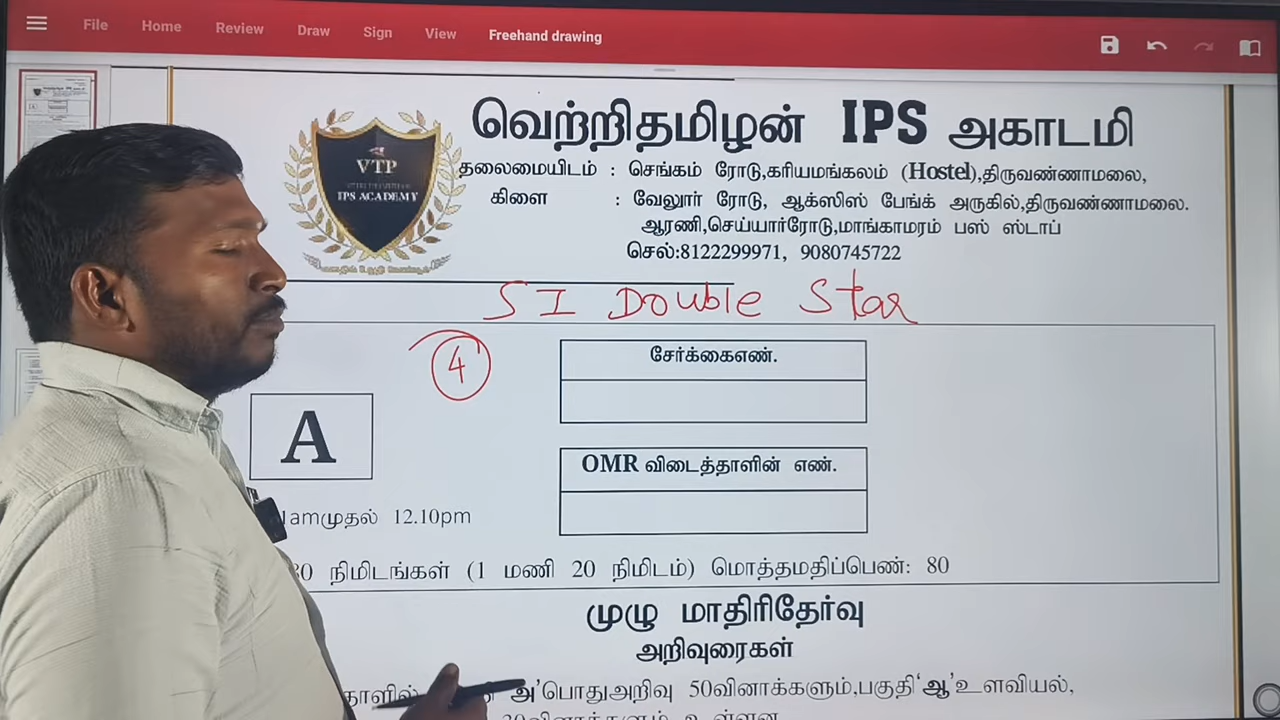 File Home Review Draw Sign View Freehand drawing
வெற்றிதமிழன் IPS அகாடமி
VTP
IPS ACADEMY
தலைமையிடம் : செங்கம் ரோடு,கரியமங்கலம் (Hostel),திருவண்ணாமலை,
கிளை : வேலூர் ரோடு, ஆக்ஸிஸ் பேங்க் அருகில்,திருவண்ணாமலை.
ஆரணி,செய்யார்ரோடு,மாங்காமரம் பஸ் ஸ்டாப்
செல்:8122299971, 9080745722
SI Double Star
4
சேர்க்கைஎண்.
A
OMR விடைத்தாளின் எண்.
amமுதல் 12.10pm
நிமிடங்கள் (1 மணி 20 நிமிடம்) மொத்தமதிப்பெண்: 80
முழு மாதிரிதேர்வு
அறிவுரைகள்
அ'பொதுஅறிவு 50வினாக்களும்,பகுதி'ஆ'உளவியல்,